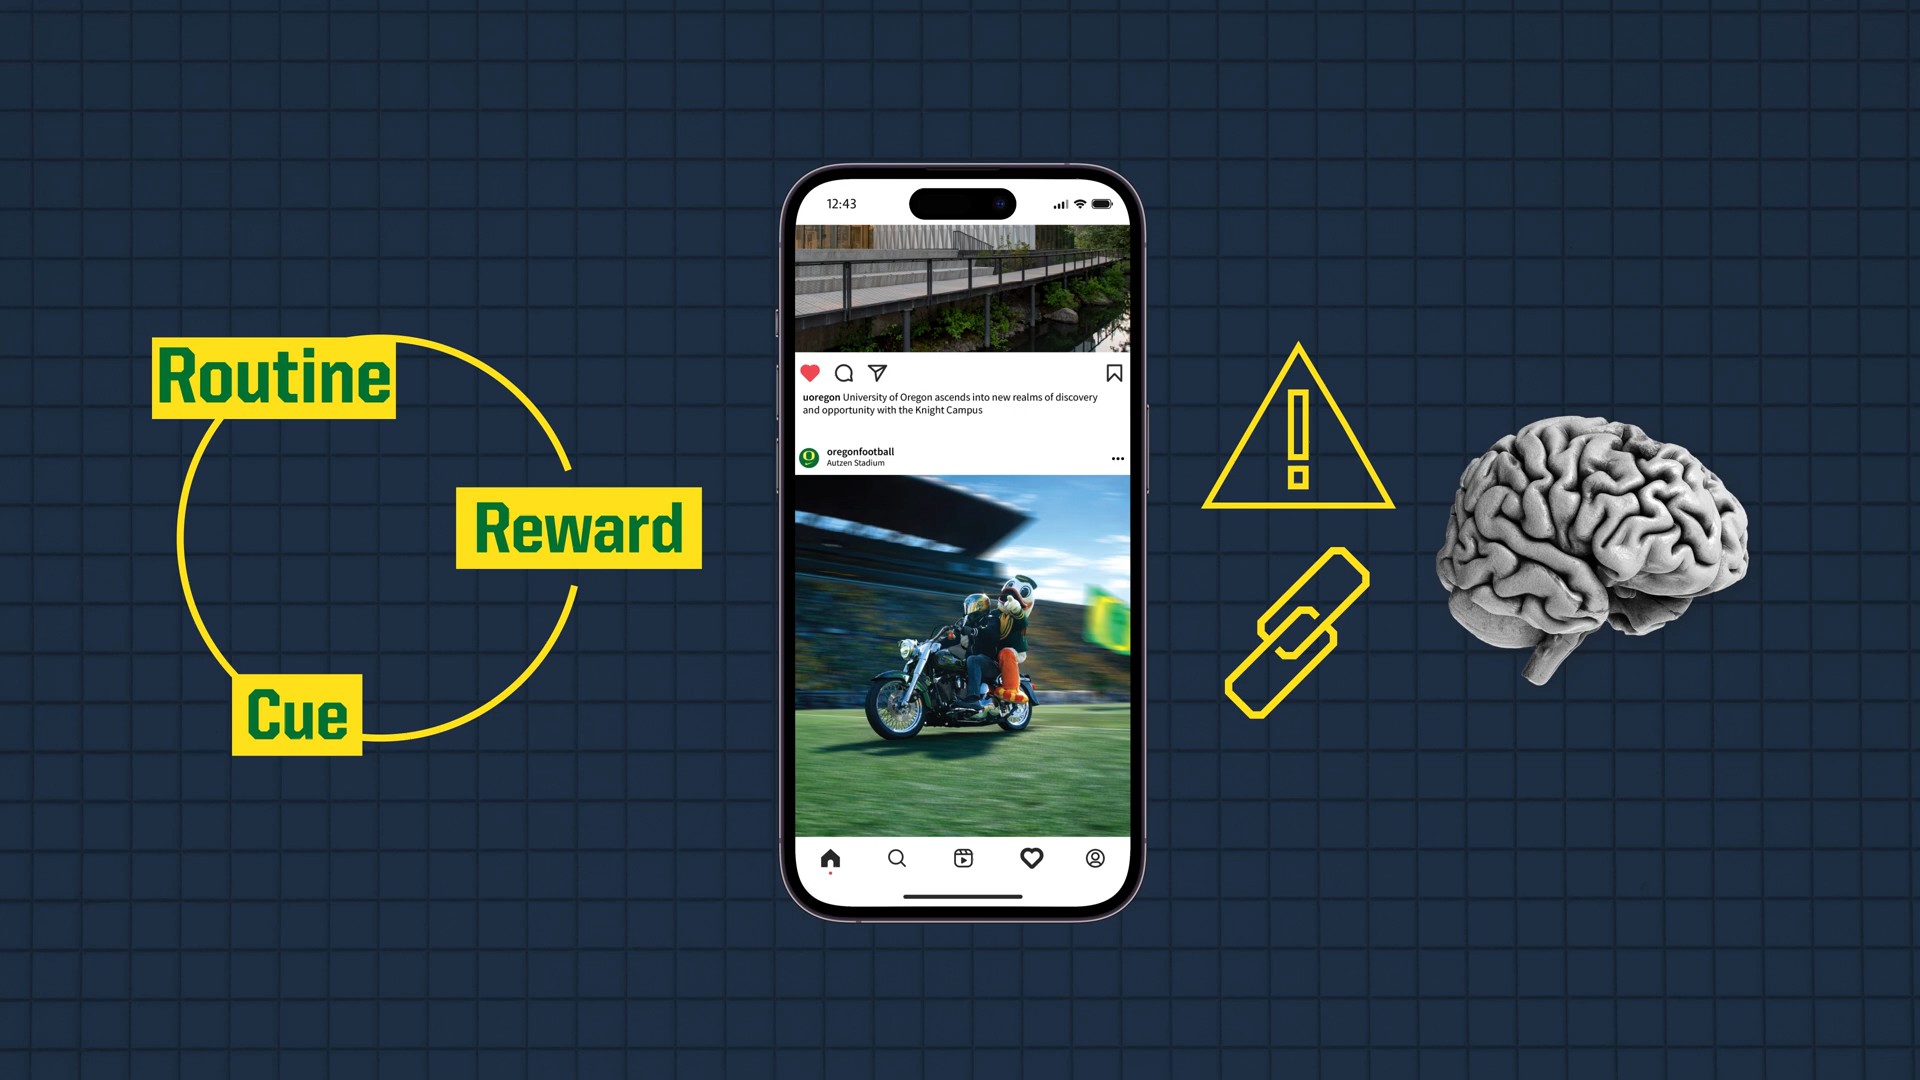 Routine
Reward
Cue
12:43
uoregon University of Oregon ascends into new realms of discovery
and opportunity with the Knight Campus
oregonfootball
Autzen Stadium